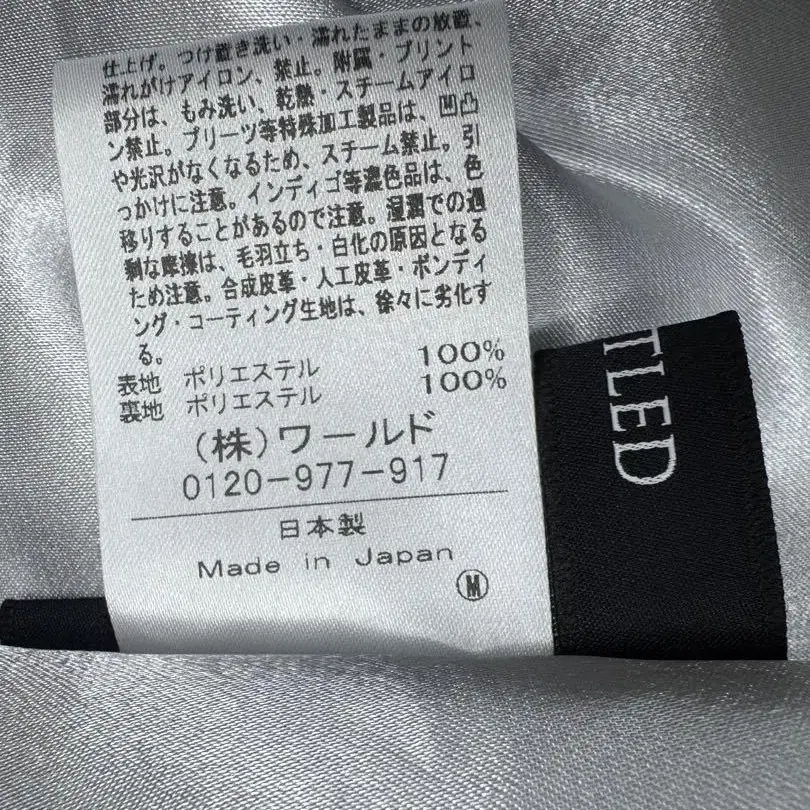 仕上げ。つけ置き洗い・濡れたままの放置、
濡れがけアイロン、禁止。附属・プリント
部分は、もみ洗い、乾熱・スチームアイロ
ン禁止。プリーツ等特殊加工製品は、凹凸
や光沢がなくなるため、スチーム禁止。引
っかけに注意。インディゴ等濃色品は、色
移りすることがあるので注意。湿潤での過
剰な摩擦は、毛羽立ち・白化の原因となる
ため注意。合成皮革・人工皮革・ボンディ
ング・コーティング生地は、徐々に劣化す
る。
表地 ポリエステル 100%
裏地 ポリエステル 100%
(株)ワールド
0120-977-917
日本製
Made in Japan
M
TLED